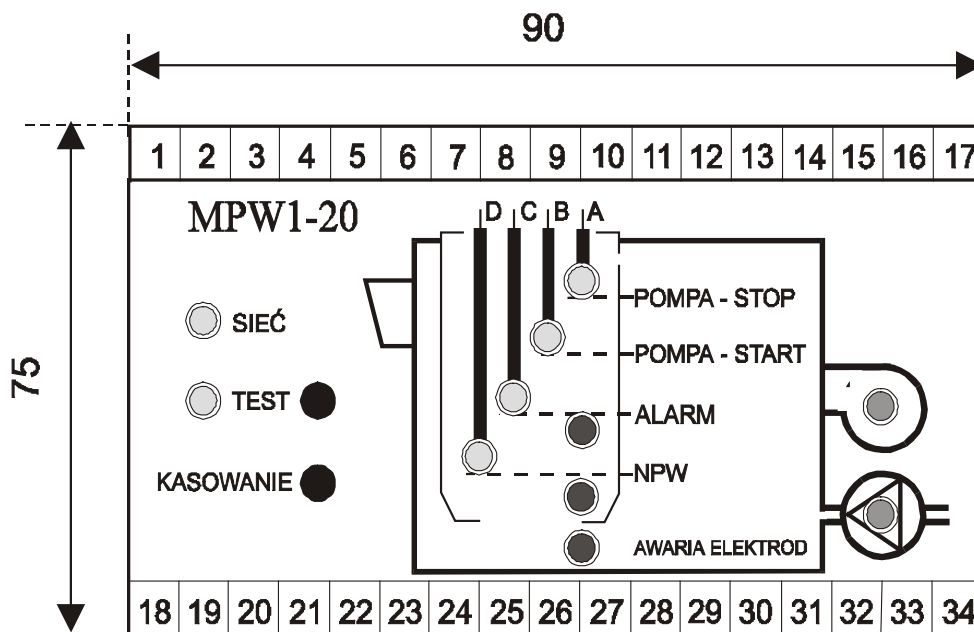 90
75
1 2 3 4 5 6 7 8 9 10 11 12 13 14 15 16 17
MPW1-20
D C B A
POMPA - STOP
SIEĆ
POMPA - START
TEST
ALARM
KASOWANIE
NPW
AWARIA ELEKTROD
18 19 20 21 22 23 24 25 26 27 28 29 30 31 32 33 34